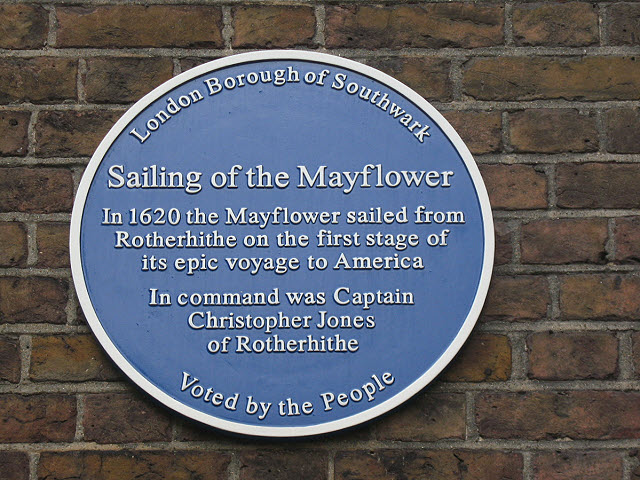 London Borough of Southwark
Sailing of the Mayflower
In 1620 the Mayflower sailed from
Rotherhithe on the first stage of
its epic voyage to America
In command was Captain
Christopher Jones
of Rotherhithe
Voted by the People